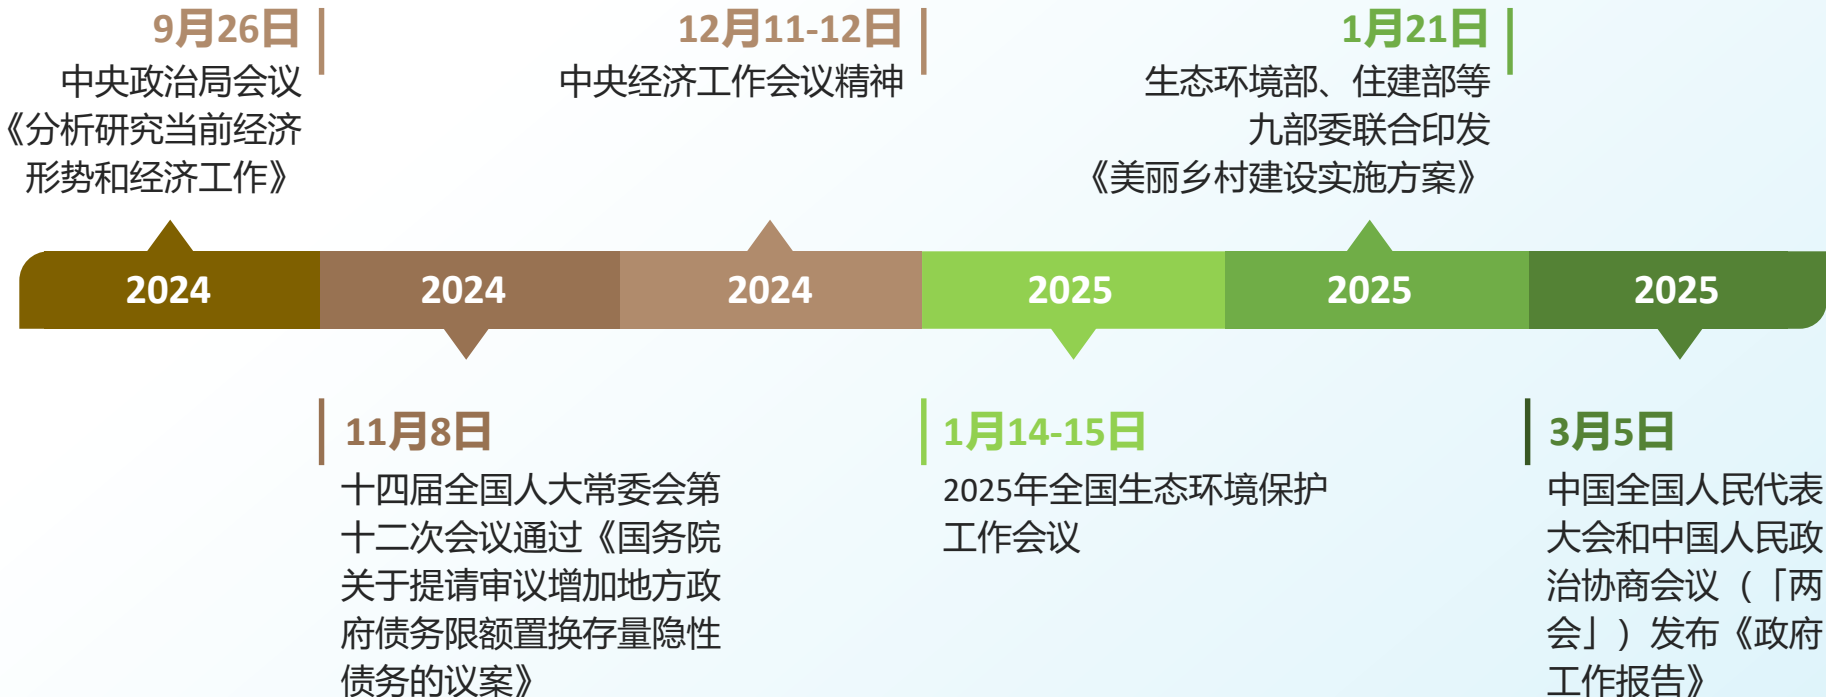 9月26日
中央政治局会议
《分析研究当前经济
形势和经济工作》
12月11-12日
中央经济工作会议精神
1月21日
生态环境部、住建部等
九部委联合印发
《美丽乡村建设实施方案》
2024
2024
2024
2025
2025
2025
11月8日
十四届全国人大常委会第
十二次会议通过《国务院
关于提请审议增加地方政
府债务限额置换存量隐性
债务的议案》
1月14-15日
2025年全国生态环境保护
工作会议
3月5日
中国全国人民代表
大会和中国人民政
治协商会议（「两
会」）发布《政府
工作报告》